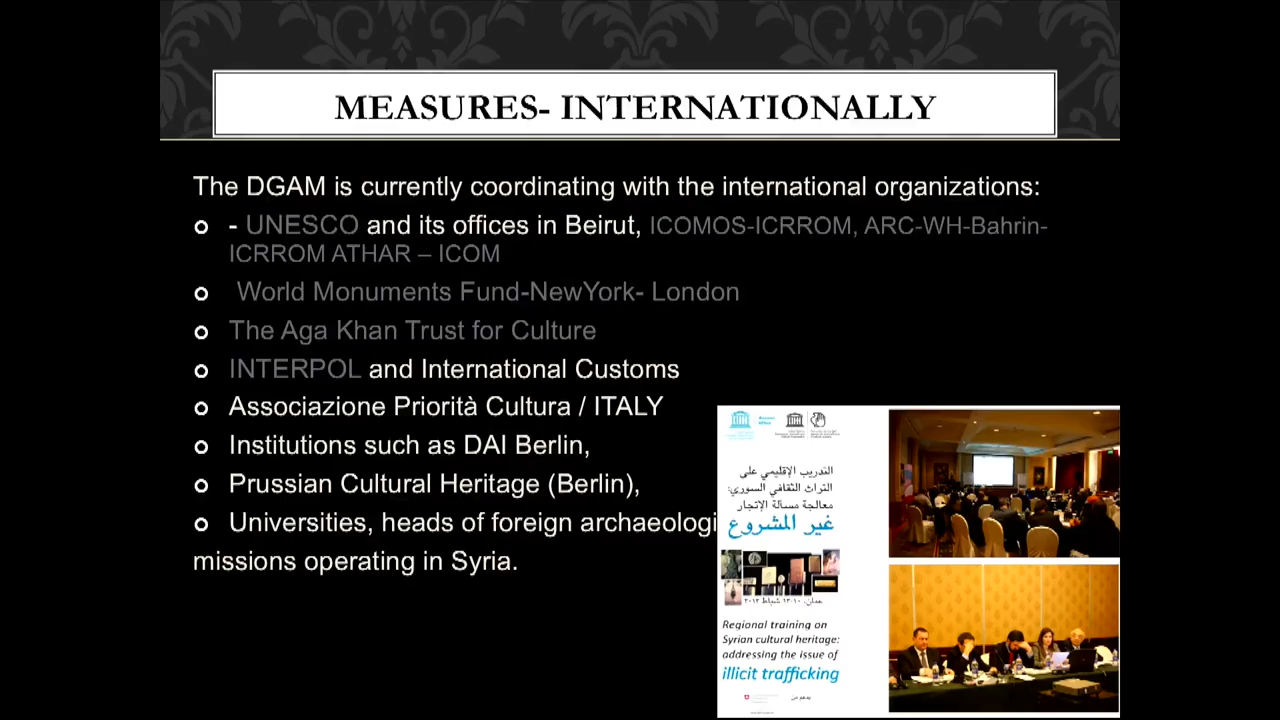 MEASURES- INTERNATIONALLY
The DGAM is currently coordinating with the international organizations:
- UNESCO and its offices in Beirut, ICOMOS-ICRROM, ARC-WH-Bahrin-
ICRROM ATHAR – ICOM
World Monuments Fund-NewYork- London
The Aga Khan Trust for Culture
INTERPOL and International Customs
Associazione Priorità Cultura / ITALY
Institutions such as DAI Berlin,
Prussian Cultural Heritage (Berlin),
Universities, heads of foreign archaeologi
missions operating in Syria.
التدريب الإقليمي على
التراث الثقافي السوري:
معالجة مسألة الإتجار
غير المشروع
عمان، ١٠-١٣ شباط ٢٠١٣
Regional training on
Syrian cultural heritage:
addressing the issue of
illicit trafficking
بدعم من